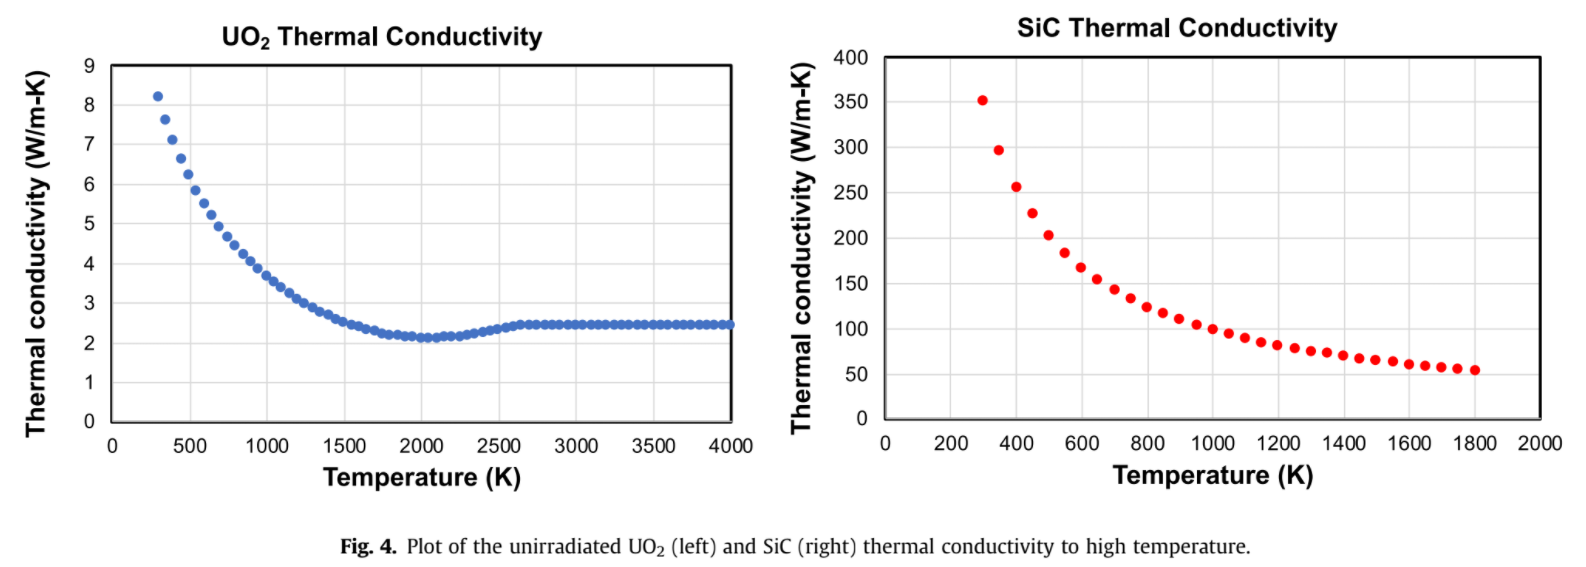 UO₂ Thermal Conductivity
Thermal conductivity (W/m-K)
9
8
7
6
5
4
3
2
1
0
0 500 1000 1500 2000 2500 3000 3500 4000
Temperature (K)
SiC Thermal Conductivity
Thermal conductivity (W/m-K)
400
350
300
250
200
150
100
50
0
0 200 400 600 800 1000 1200 1400 1600 1800 2000
Temperature (K)
Fig. 4. Plot of the unirradiated UO₂ (left) and SiC (right) thermal conductivity to high temperature.